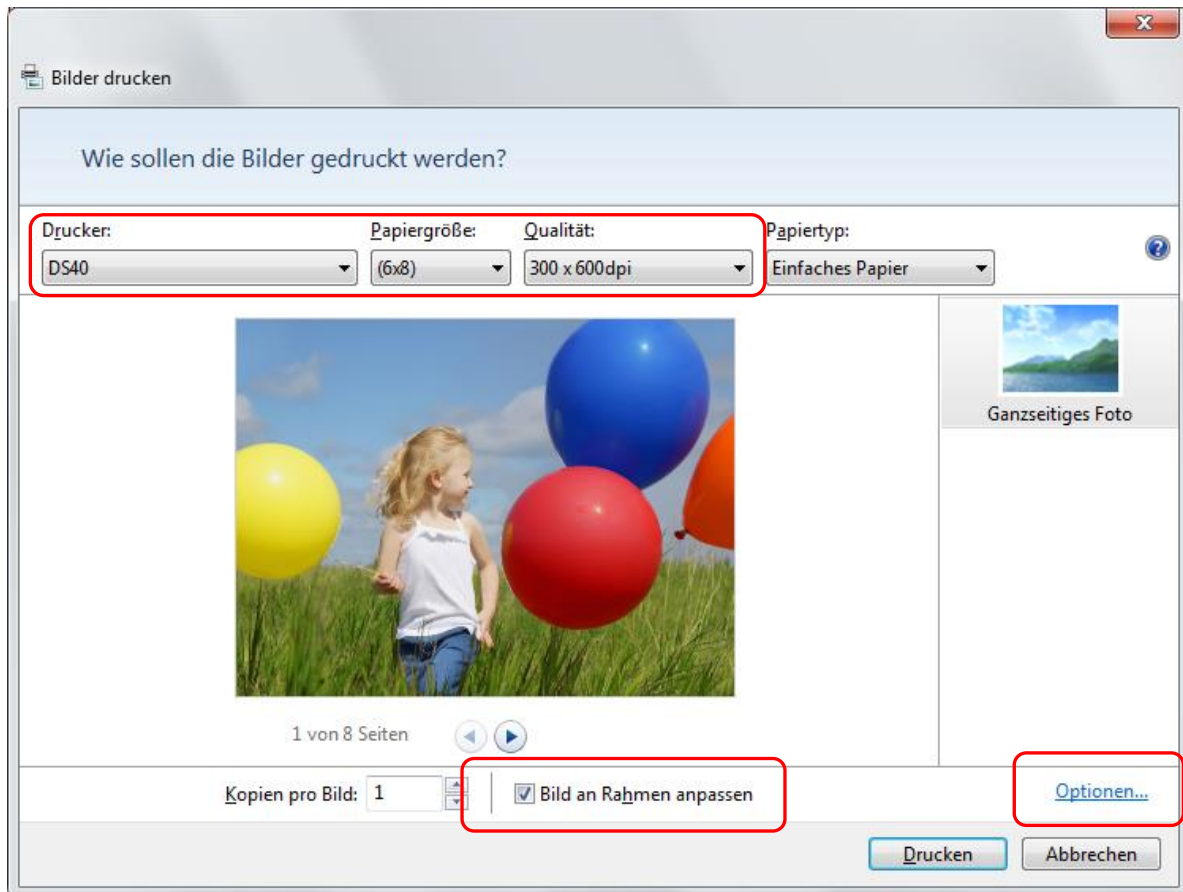 Bilder drucken
Wie sollen die Bilder gedruckt werden?
Drucker: Papiergröße: Qualität: Papiertyp:
DS40 (6x8) 300 x 600dpi Einfaches Papier
Ganzseitiges Foto
1 von 8 Seiten
Kopien pro Bild: 1 Bild an Rahmen anpassen Optionen...
Drucken Abbrechen